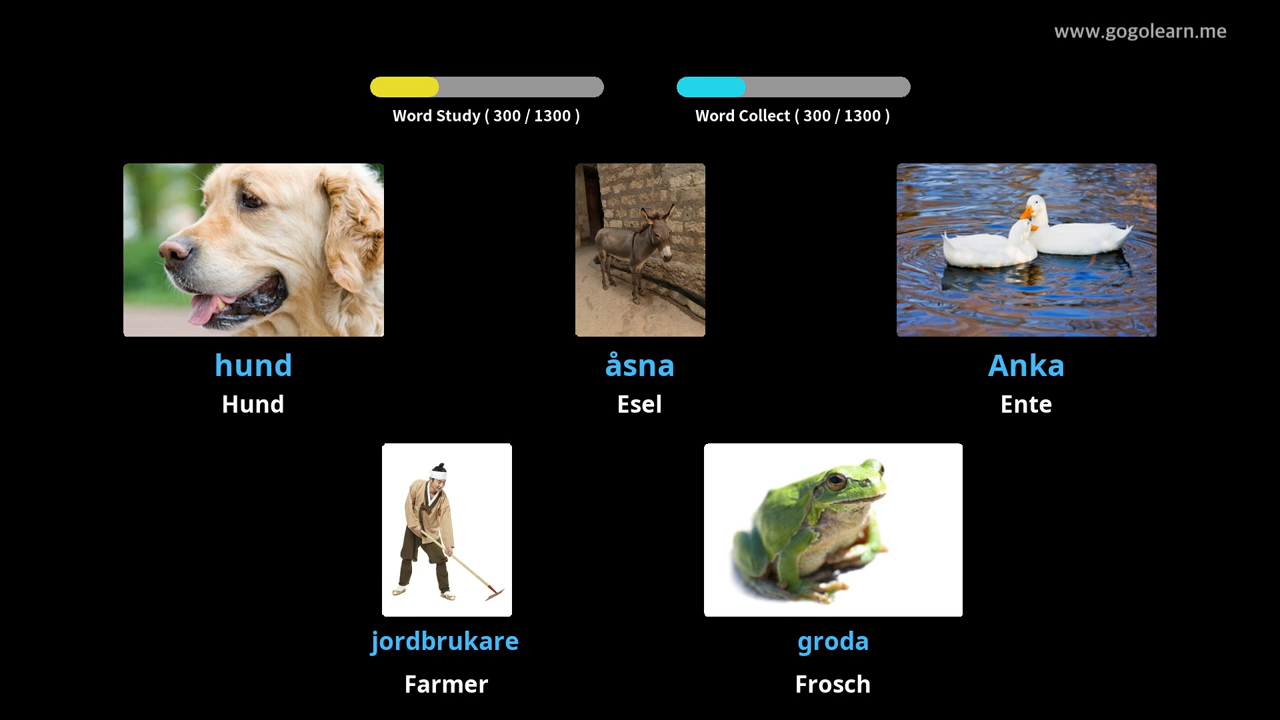 www.gogolearn.me
Word Study ( 300 / 1300 )
Word Collect ( 300 / 1300 )
hund
Hund
åsna
Esel
Anka
Ente
jordbrukare
Farmer
groda
Frosch